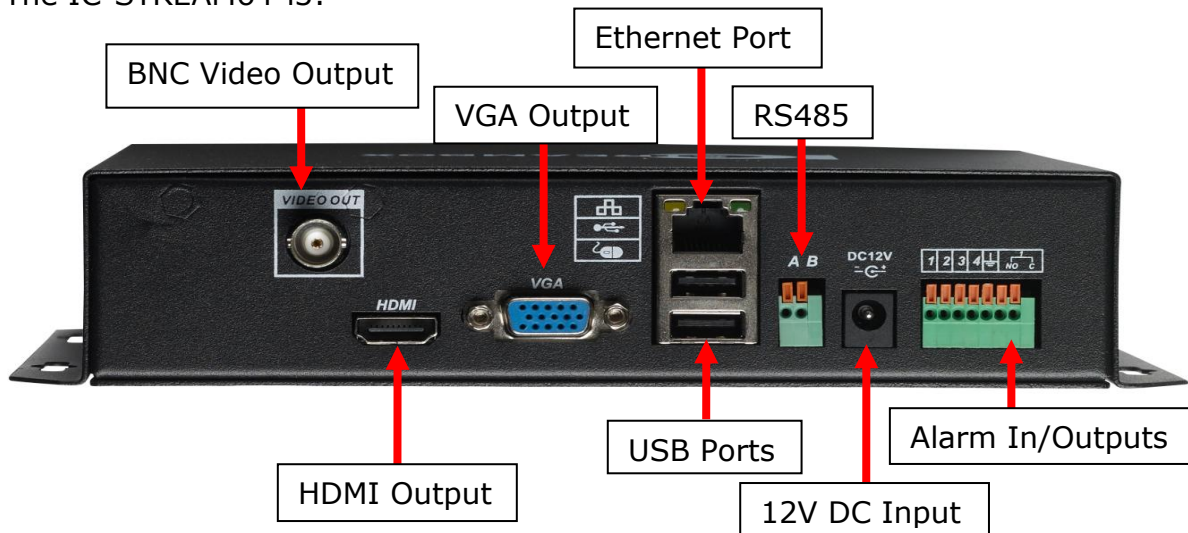 Ethernet Port
BNC Video Output
VGA Output
RS485
VIDEO OUT
A B
DC12V
1 2 3 4 NO C
VGA
HDMI
USB Ports
Alarm In/Outputs
HDMI Output
12V DC Input